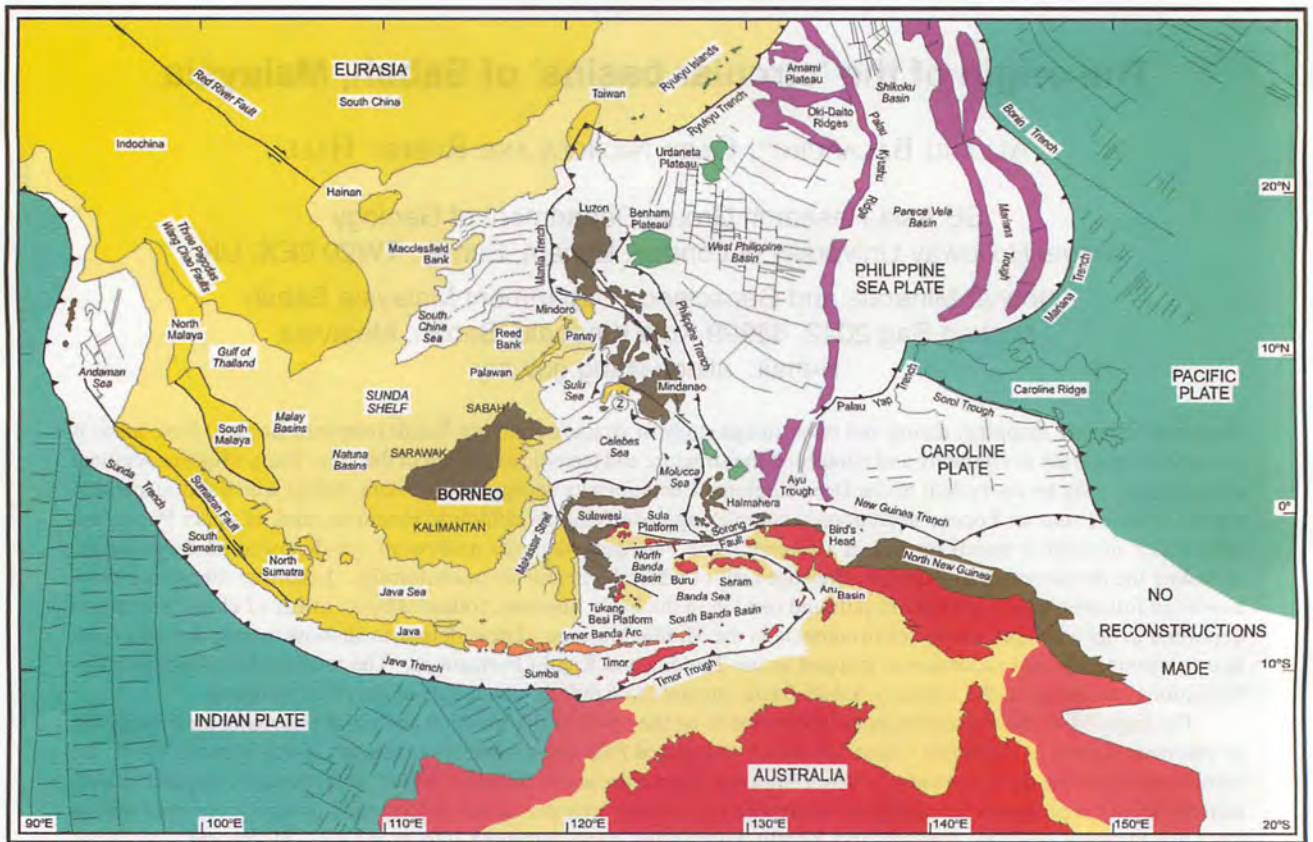 EURASIA
South China
Red River Fault
Indochina
Hainan
Taiwan
Ryukyu Islands
Ryukyu Trench
Amami
Plateau
Shikoku
Basin
Oki-Daito
Ridges
Palau
Kyushu
Ridge
Bonin Trench
Urdaneta
Plateau
20°N
Luzon
Benham
Plateau
Parece Vela
Basin
Mariana
Trough
Macclesfield
Bank
Manila Trench
West Philippine
Basin
PHILIPPINE
SEA PLATE
Mariana Trench
Three Pagodas
Wang Chao Faults
North
Malaya
Gulf of
Thailand
Andaman
Sea
South
China
Sea
Mindoro
Reed
Bank
Panay
Philippine Trench
10°N
Palawan
Sulu
Sea
Mindanao
Z
Palau
Yap
Trench
Caroline Ridge
Sorol Trough
PACIFIC
PLATE
SUNDA
SHELF
SABAH
Malay
Basins
South
Malaya
Natuna
Basins
SARAWAK
Celebes
Sea
CAROLINE
PLATE
BORNEO
Molucca
Sea
Ayu
Trough
Halmahera
Sunda Trench
Sumatran Fault
KALIMANTAN
Makassar Strait
Sulawesi
Sula
Platform
Sorong
Fault
New Guinea Trench
0°
Bird's
Head
South
Sumatra
North
Sumatra
North
Banda
Basin
Buru
Seram
Banda Sea
Aru
Basin
North New Guinea
Java Sea
Tukang
Besi Platform
South Banda Basin
NO
RECONSTRUCTIONS
MADE
Java
Inner Banda Arc
Java Trench
Sumba
Timor
Timor Trough
10°S
INDIAN PLATE
AUSTRALIA
90°E
100°E
110°E
120°E
130°E
140°E
150°E
20°S